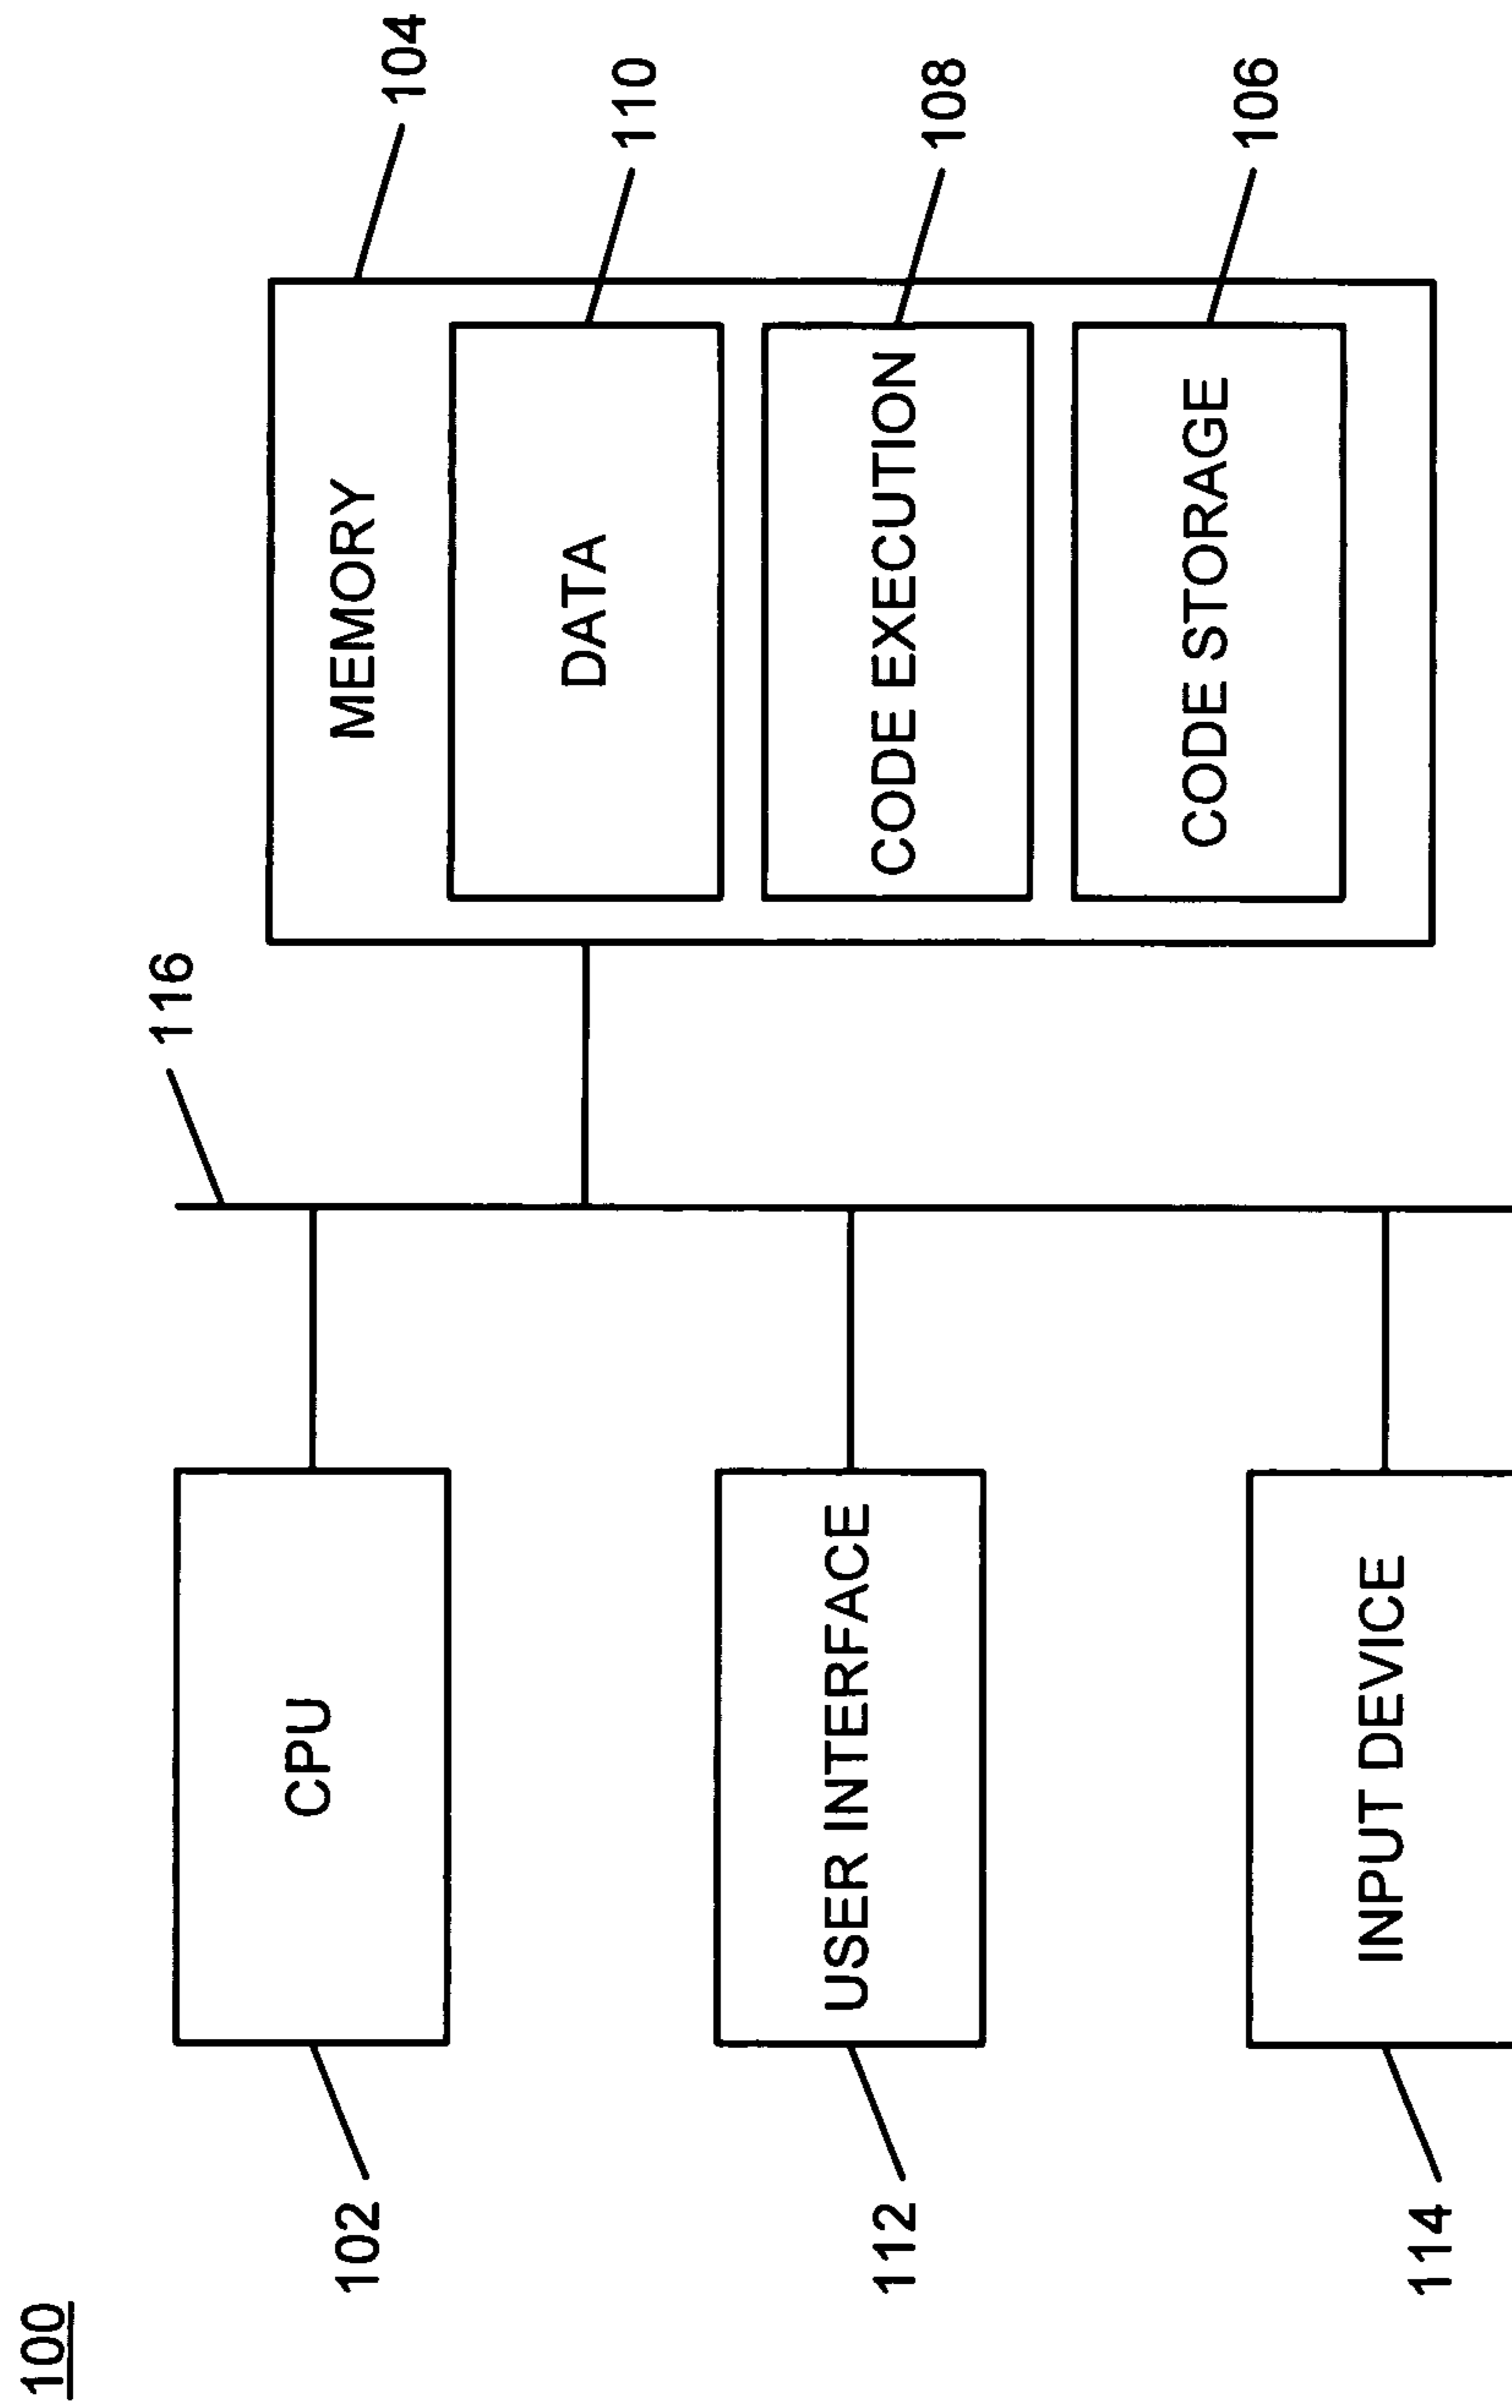 100
116
104
102
CPU
MEMORY
DATA
110
112
USER INTERFACE
CODE EXECUTION
108
CODE STORAGE
106
114
INPUT DEVICE